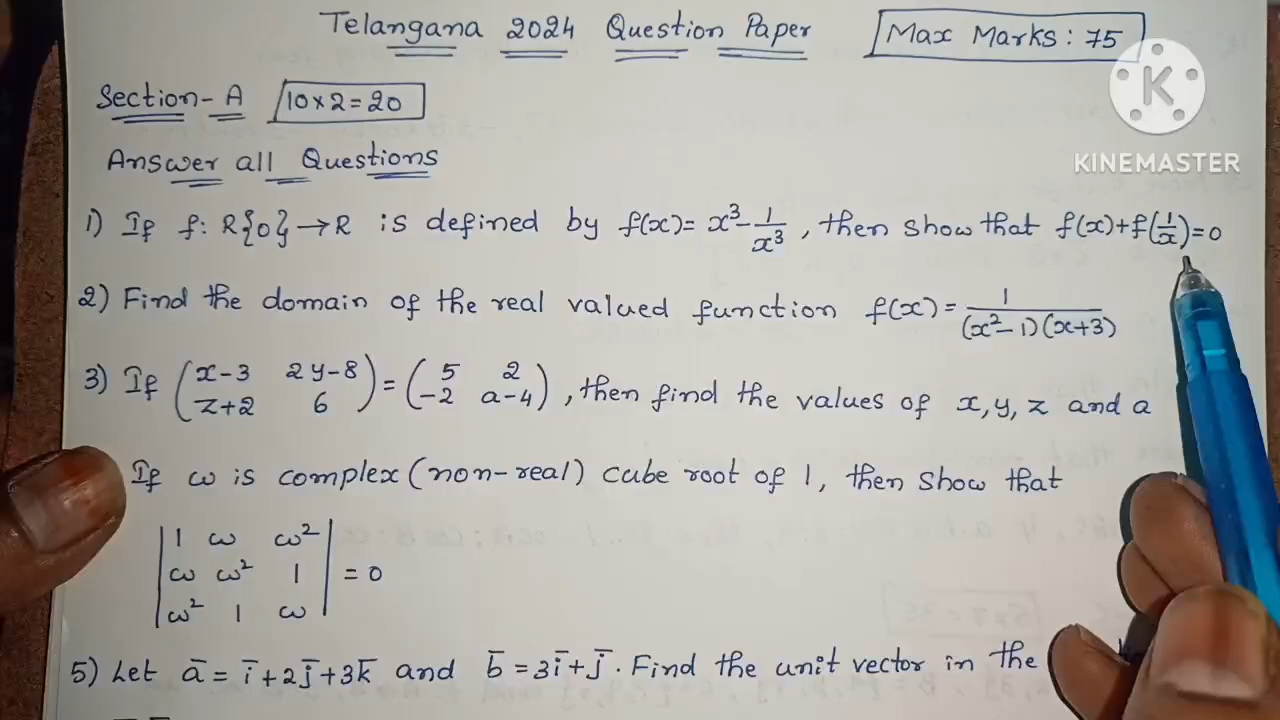 Telangana 2024 Question Paper Max Marks: 75
K
KINEMASTER
Section-A 10×2=20
Answer all Questions
1) If f: R{0}→R is defined by f(x)= x³-1/x³, then show that f(x)+f(1/x)=0
2) Find the domain of the real valued function f(x)= 1/(x²-1)(x+3)
3) If (x-3 2y-8
z+2 6) = (5 2
-2 a-4), then find the values of x,y,z and a
If ω is complex (non-real) cube root of 1, then show that
|1 ω ω²|
|ω ω² 1| = 0
|ω² 1 ω|
5) Let a̅ = i̅+2j̅+3k̅ and b̅ = 3i̅+j̅. Find the unit vector in the